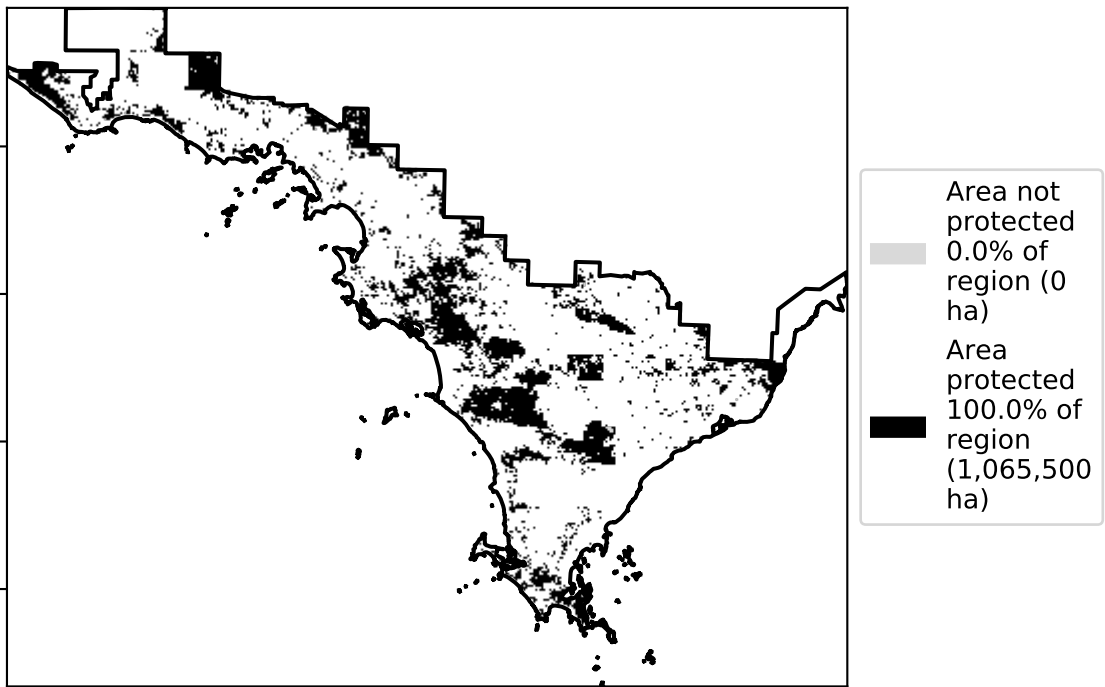 Area not
protected
0.0% of
region (0
ha)
Area
protected
100.0% of
region
(1,065,500
ha)